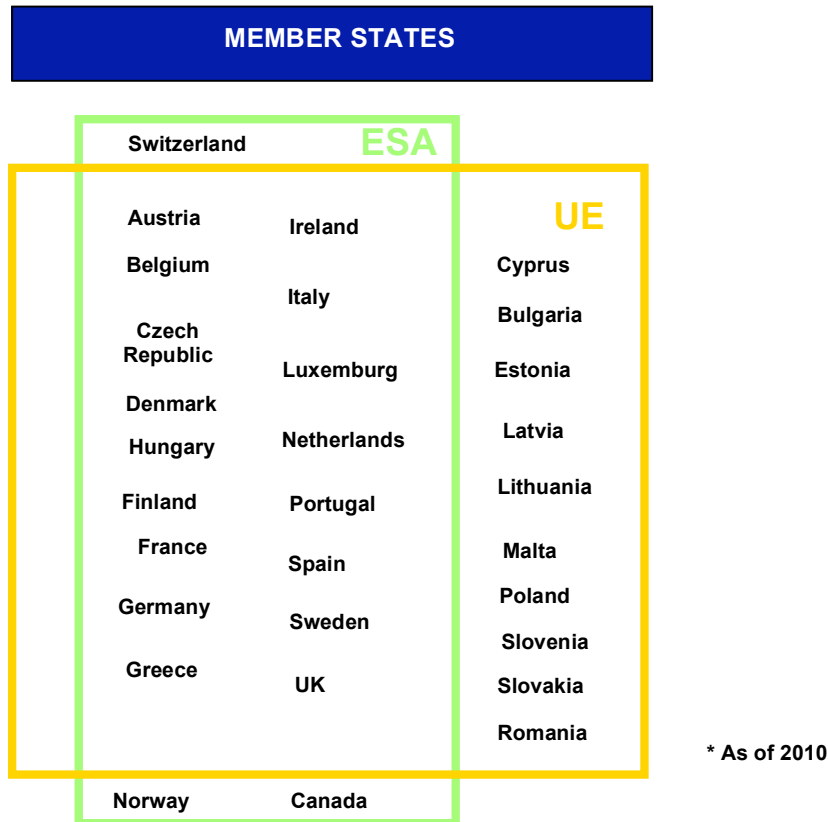 MEMBER STATES
Switzerland
ESA
Austria
Ireland
UE
Belgium
Cyprus
Italy
Bulgaria
Czech
Republic
Luxemburg
Estonia
Denmark
Latvia
Hungary
Netherlands
Lithuania
Finland
Portugal
France
Malta
Spain
Poland
Germany
Sweden
Slovenia
Greece
UK
Slovakia
Romania
* As of 2010
Norway
Canada